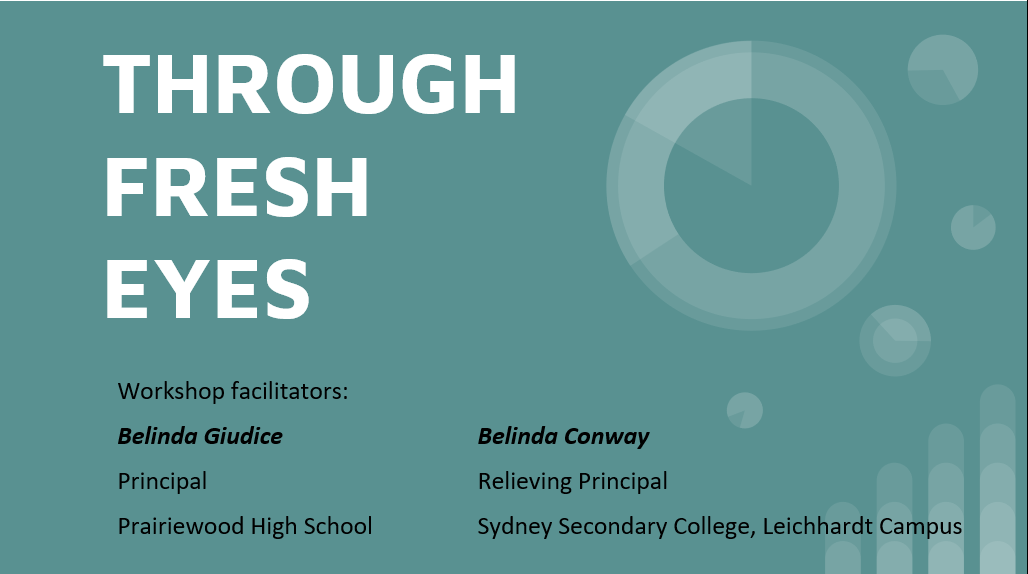 THROUGH
FRESH
EYES
Workshop facilitators:
Belinda Giudice
Principal
Prairiewood High School
Belinda Conway
Relieving Principal
Sydney Secondary College, Leichhardt Campus